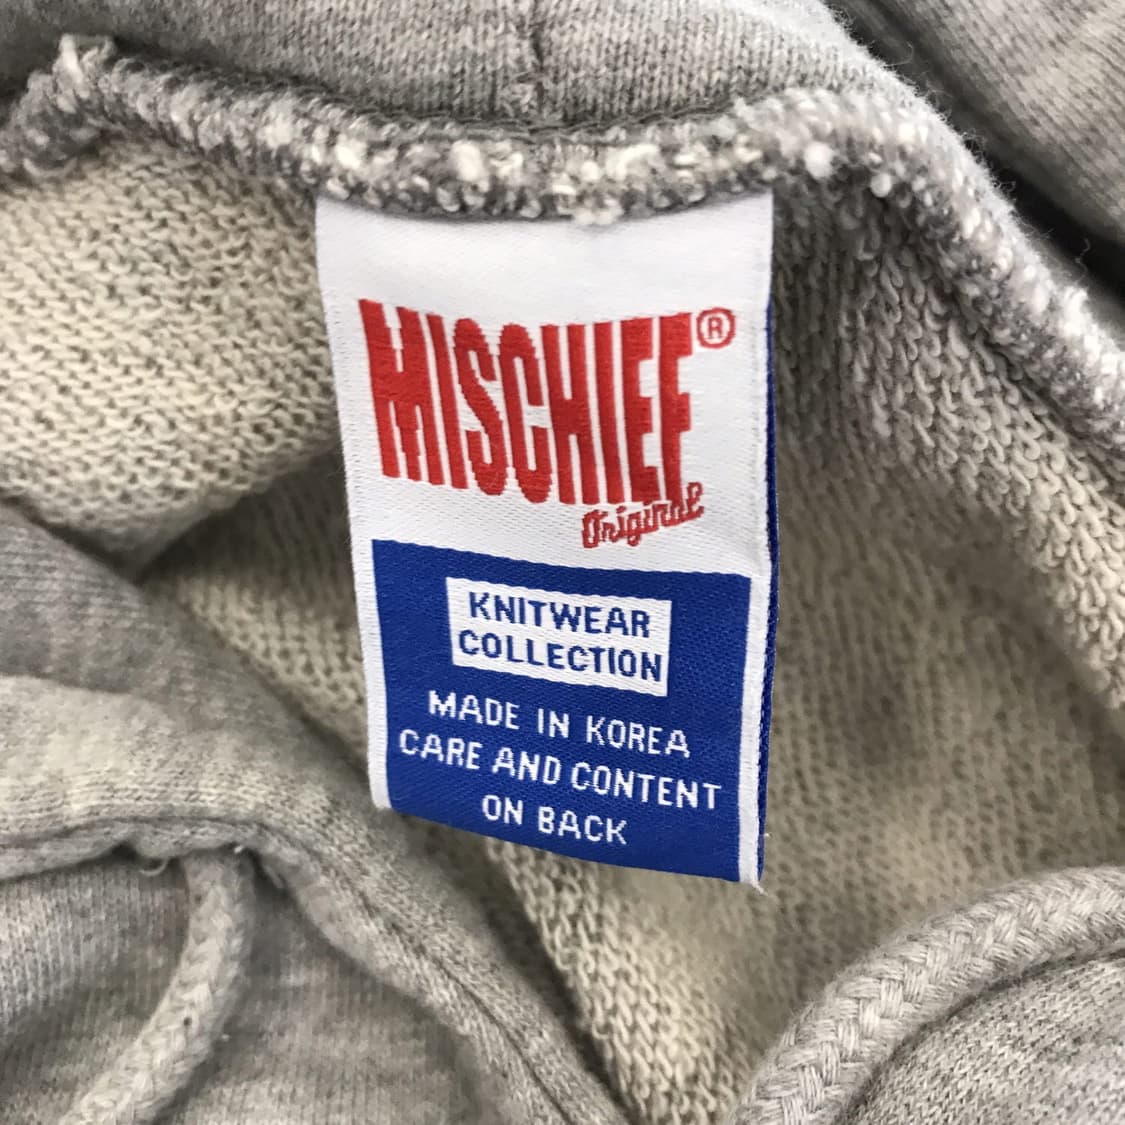 MISCHIEF®
Original
KNITWEAR
COLLECTION
MADE IN KOREA
CARE AND CONTENT
ON BACK